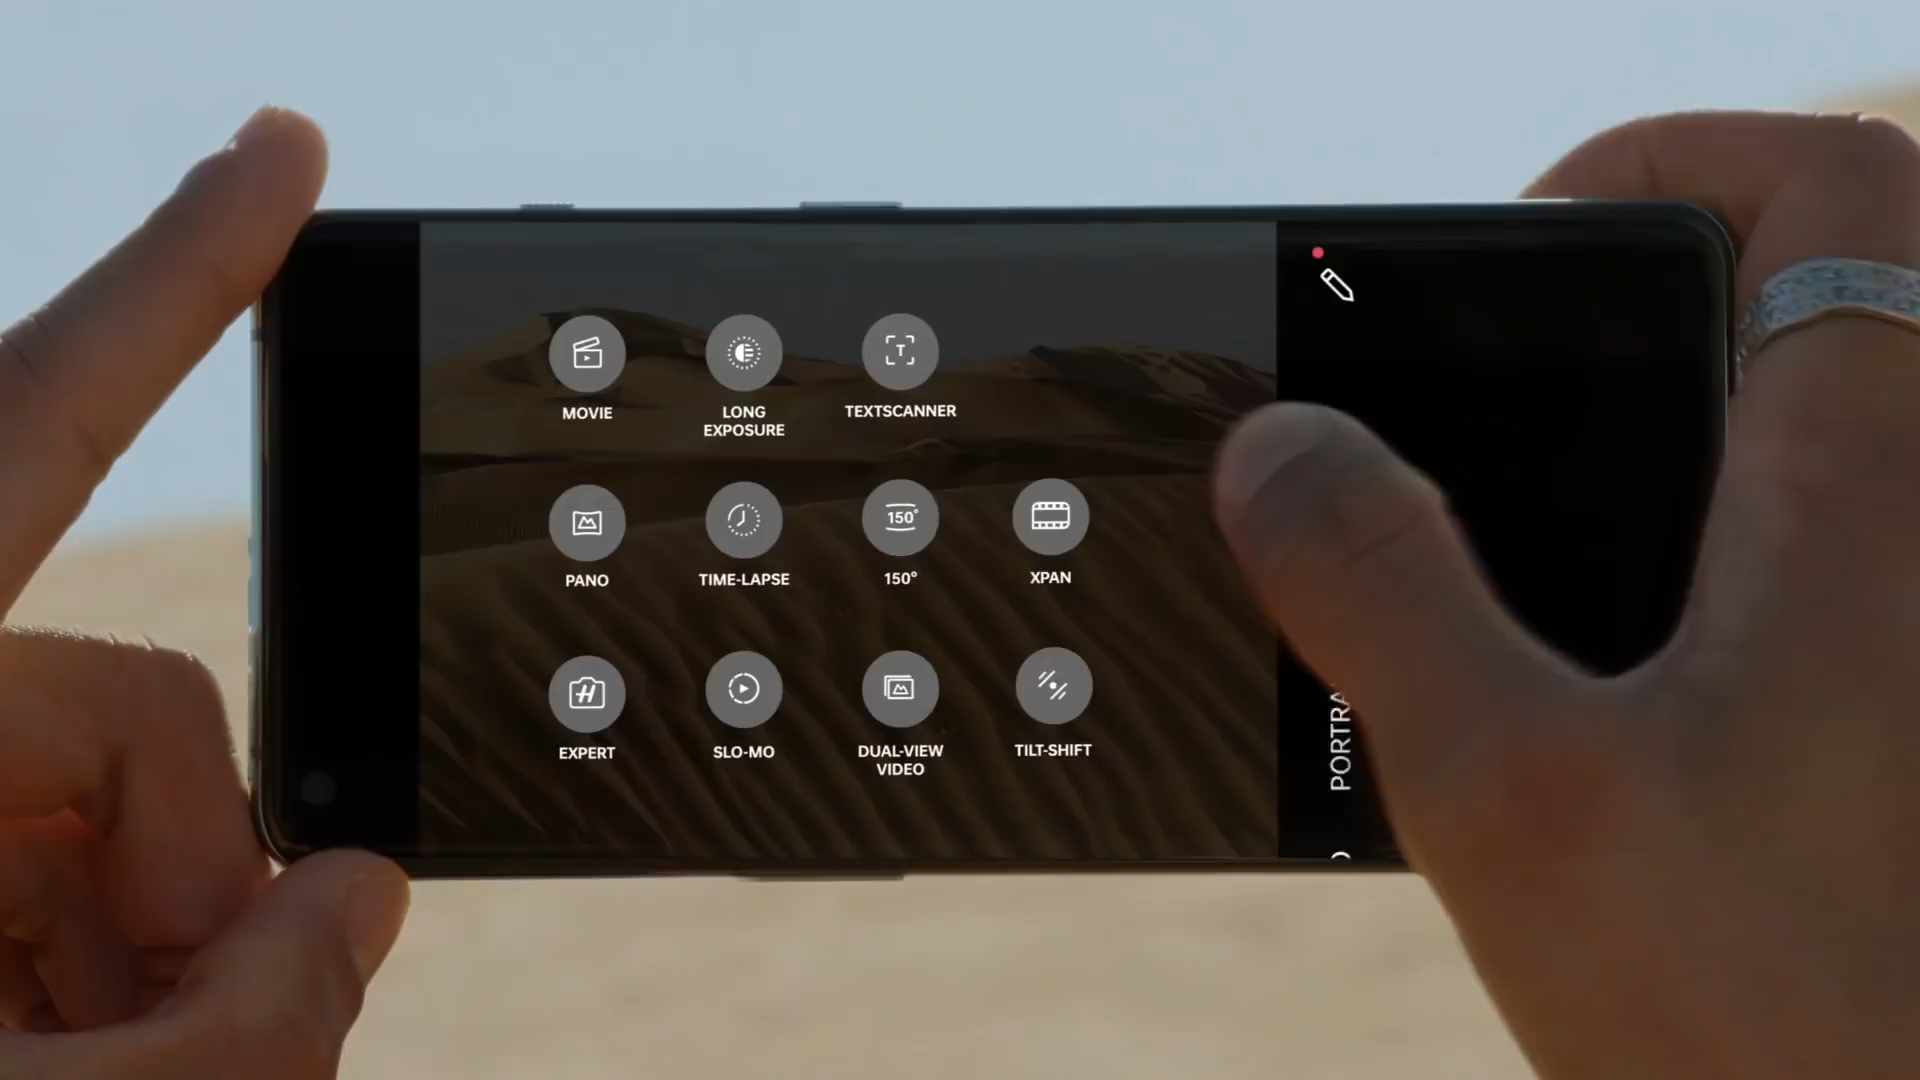 MOVIE
LONG
EXPOSURE
T
TEXTSCANNER
PANO
TIME-LAPSE
150°
150°
XPAN
H
EXPERT
SLO-MO
DUAL-VIEW
VIDEO
TILT-SHIFT